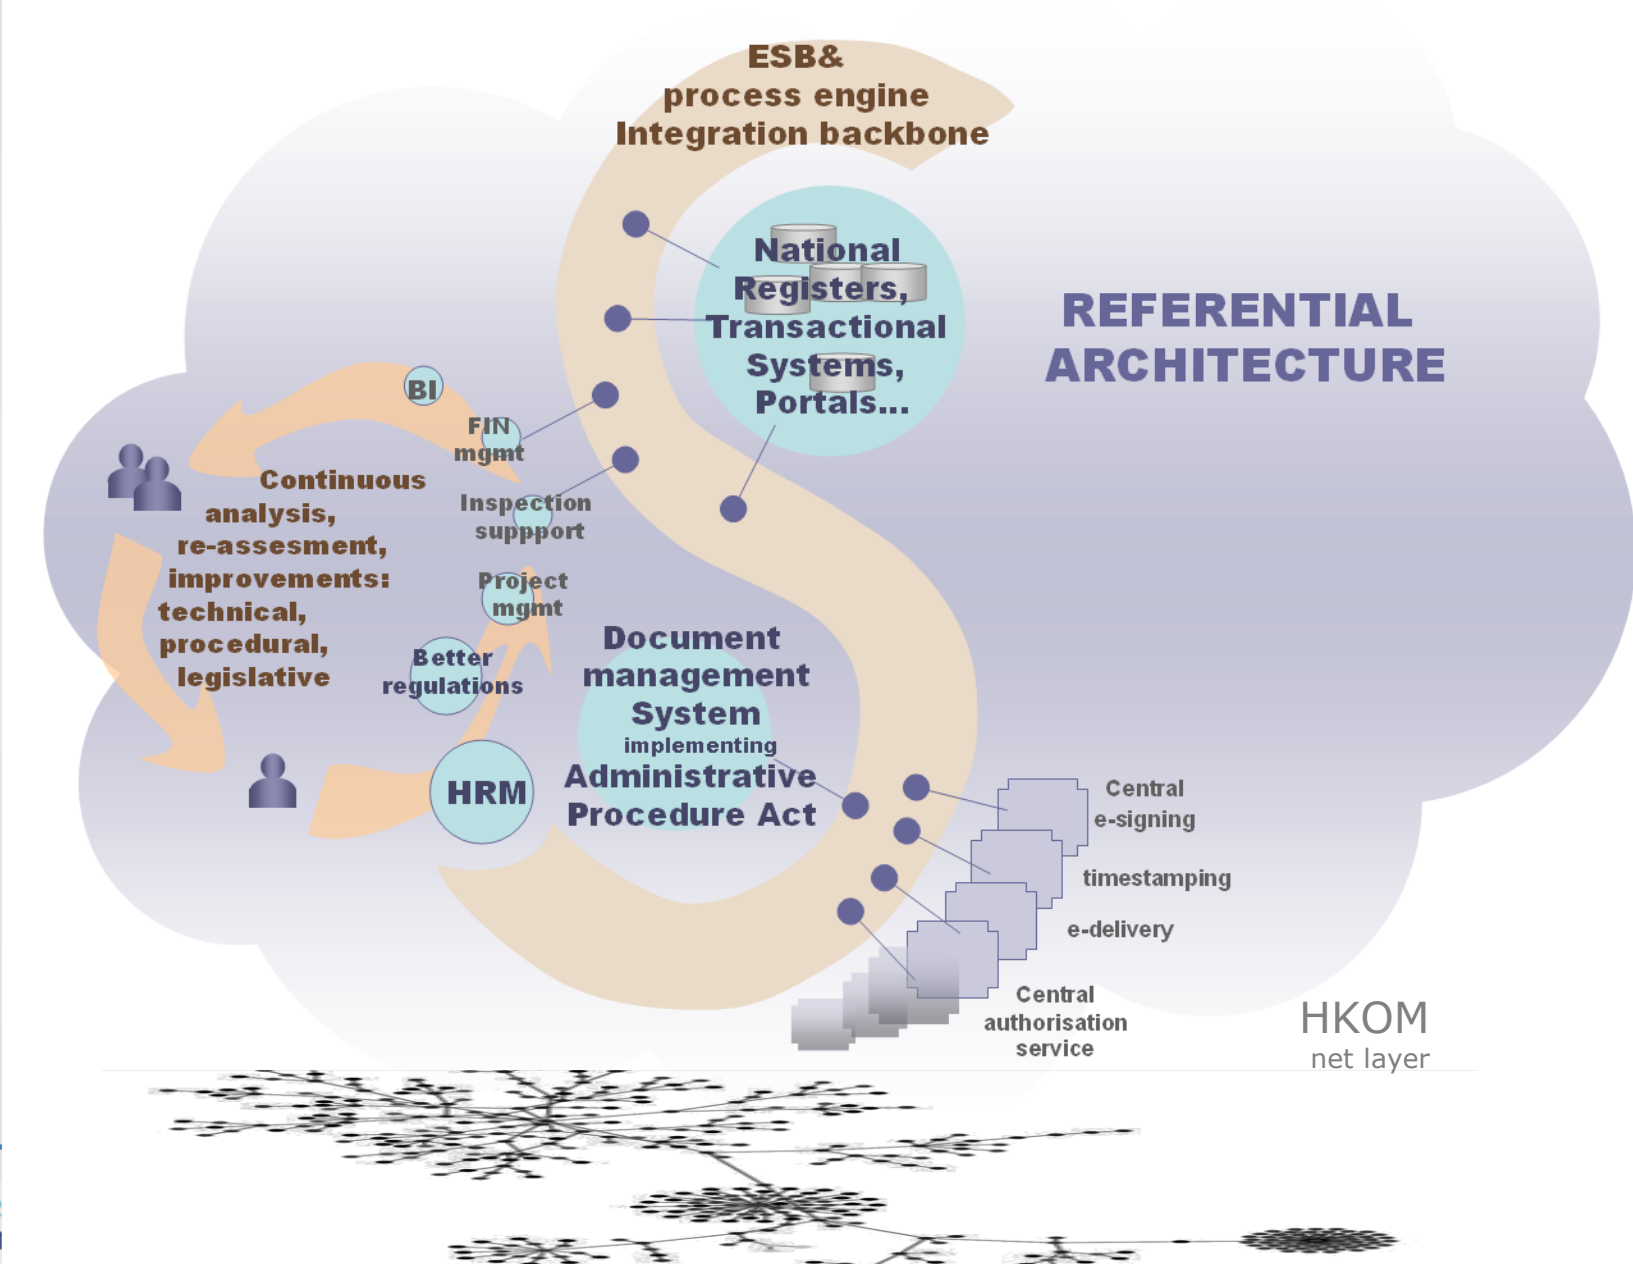 ESB&
process engine
Integration backbone
National
Registers,
Transactional
Systems,
Portals...
REFERENTIAL
ARCHITECTURE
BI
FIN
mgmt
Inspection
suppport
Project
mgmt
Better
regulations
HRM
Continuous
analysis,
re-assesment,
improvements:
technical,
procedural,
legislative
Document
management
System
implementing
Administrative
Procedure Act
Central
e-signing
timestamping
e-delivery
Central
authorisation
service
HKOM
net layer